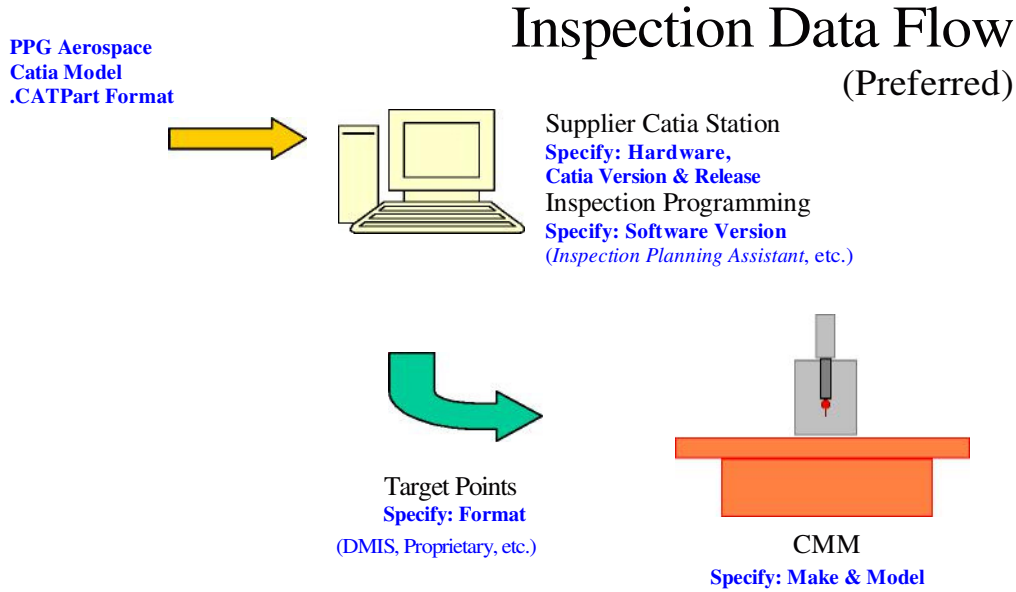 Inspection Data Flow
(Preferred)
PPG Aerospace
Catia Model
.CATPart Format
Supplier Catia Station
Specify: Hardware,
Catia Version & Release
Inspection Programming
Specify: Software Version
(Inspection Planning Assistant, etc.)
Target Points
Specify: Format
(DMIS, Proprietary, etc.)
CMM
Specify: Make & Model